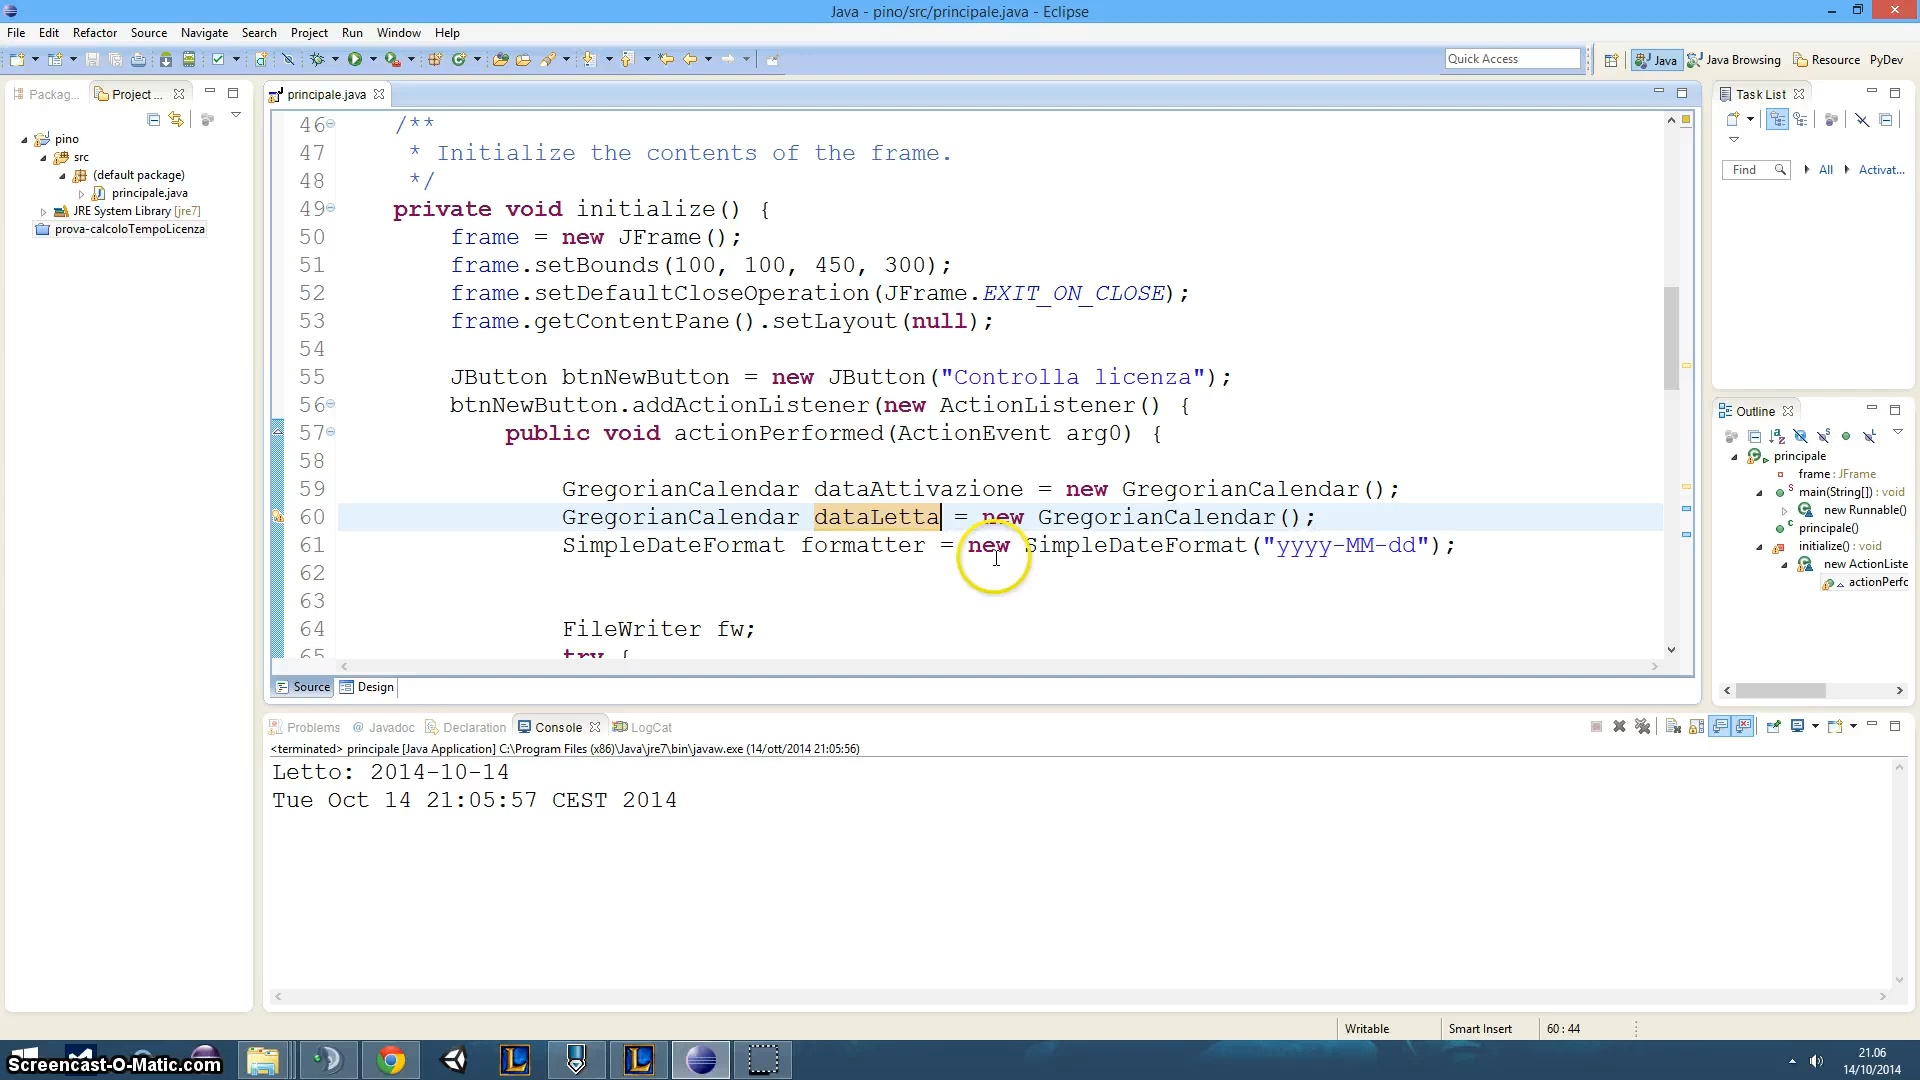 Java - pino/src/principale.java - Eclipse
File Edit Refactor Source Navigate Search Project Run Window Help
Quick Access
Java
Java Browsing
Resource
PyDev
Packag...
Project ...
pino
src
(default package)
principale.java
JRE System Library [jre7]
prova-calcoloTempoLicenza
principale.java
46 /**
47 * Initialize the contents of the frame.
48 */
49 private void initialize() {
50 frame = new JFrame();
51 frame.setBounds(100, 100, 450, 300);
52 frame.setDefaultCloseOperation(JFrame.EXIT_ON_CLOSE);
53 frame.getContentPane().setLayout(null);
54
55 JButton btnNewButton = new JButton("Controlla licenza");
56 btnNewButton.addActionListener(new ActionListener() {
57 public void actionPerformed(ActionEvent arg0) {
58
59 GregorianCalendar dataAttivazione = new GregorianCalendar();
60 GregorianCalendar dataLetta = new GregorianCalendar();
61 SimpleDateFormat formatter = new SimpleDateFormat("yyyy-MM-dd");
62
63
64 FileWriter fw;
65 try {
Source
Design
Task List
Find
All
Activat...
Outline
principale
frame : JFrame
main(String[]) : void
new Runnable()
principale()
initialize() : void
new ActionListe
actionPerfc
Problems
@ Javadoc
Declaration
Console
LogCat
<terminated> principale [Java Application] C:\Program Files (x86)\Java\jre7\bin\javaw.exe (14/ott/2014 21:05:56)
Letto: 2014-10-14
Tue Oct 14 21:05:57 CEST 2014
Writable
Smart Insert
60 : 44
Screencast-O-Matic.com
21.06
14/10/2014